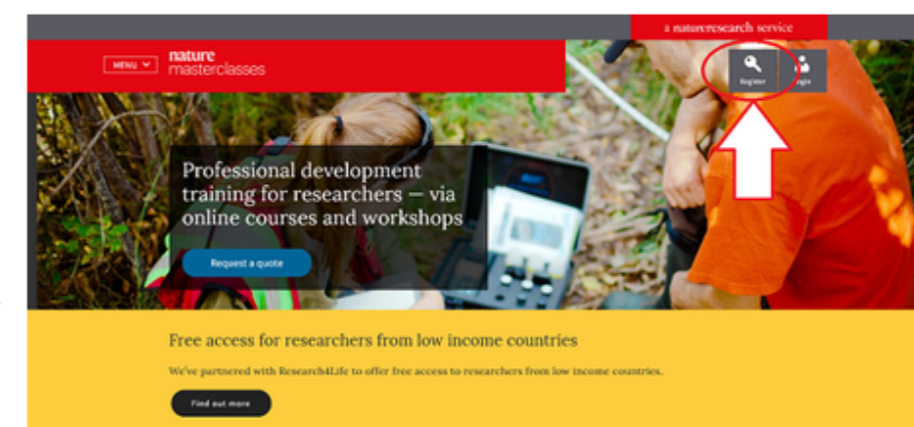 a natureresearch service
MENU
nature
masterclasses
Register
Login
Professional development
training for researchers — via
online courses and workshops
Request a quote
Free access for researchers from low income countries
We've partnered with Research4Life to offer free access to researchers from low income countries.
Find out more